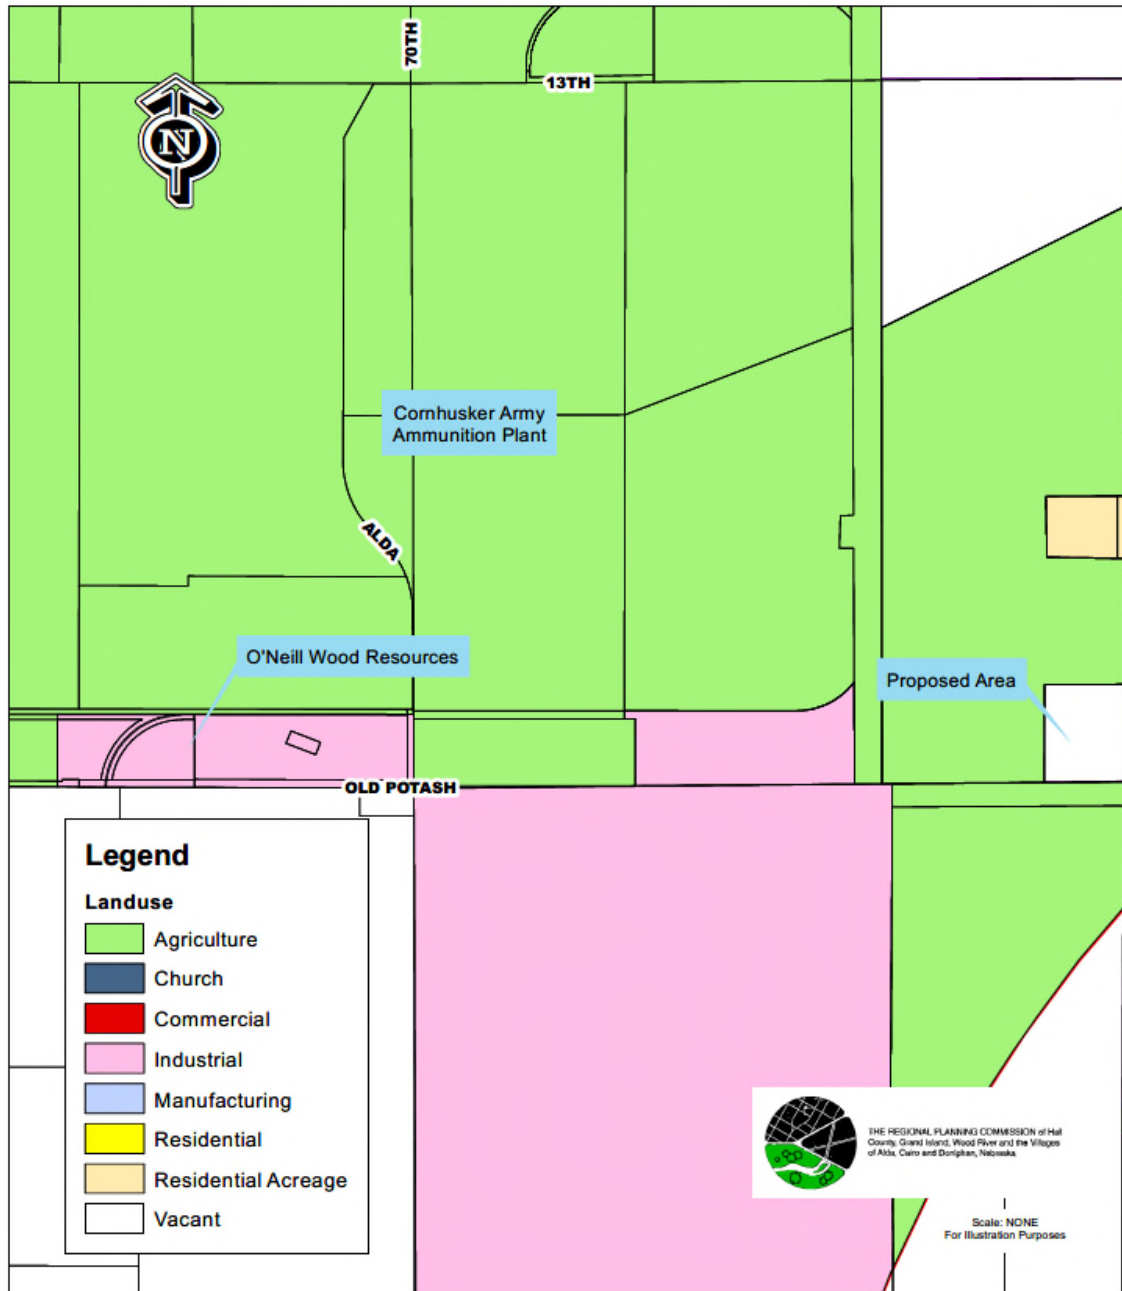 70TH
13TH
N
Cornhusker Army
Ammunition Plant
ALDA
O'Neill Wood Resources
Proposed Area
OLD POTASH
Legend
Landuse
Agriculture
Church
Commercial
Industrial
Manufacturing
Residential
Residential Acreage
Vacant
THE REGIONAL PLANNING COMMISSION of Hall
County, Grand Island, Wood River and the Villages
of Alda, Cairo and Doniphan, Nebraska.
Scale: NONE
For Illustration Purposes